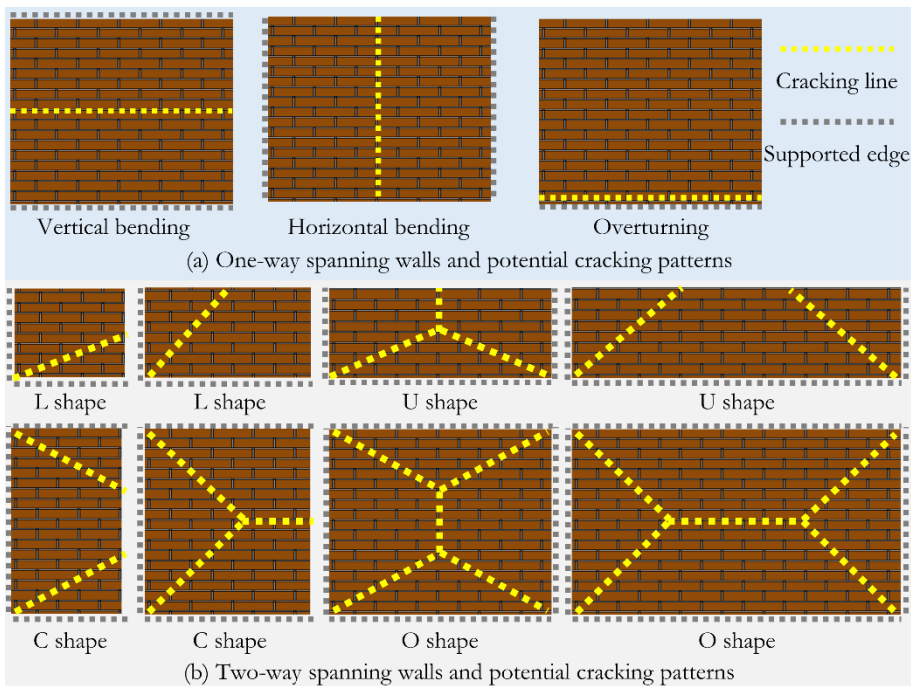 Cracking line
Supported edge
Vertical bending
Horizontal bending
Overturning
(a) One-way spanning walls and potential cracking patterns
L shape
L shape
U shape
U shape
C shape
C shape
O shape
O shape
(b) Two-way spanning walls and potential cracking patterns